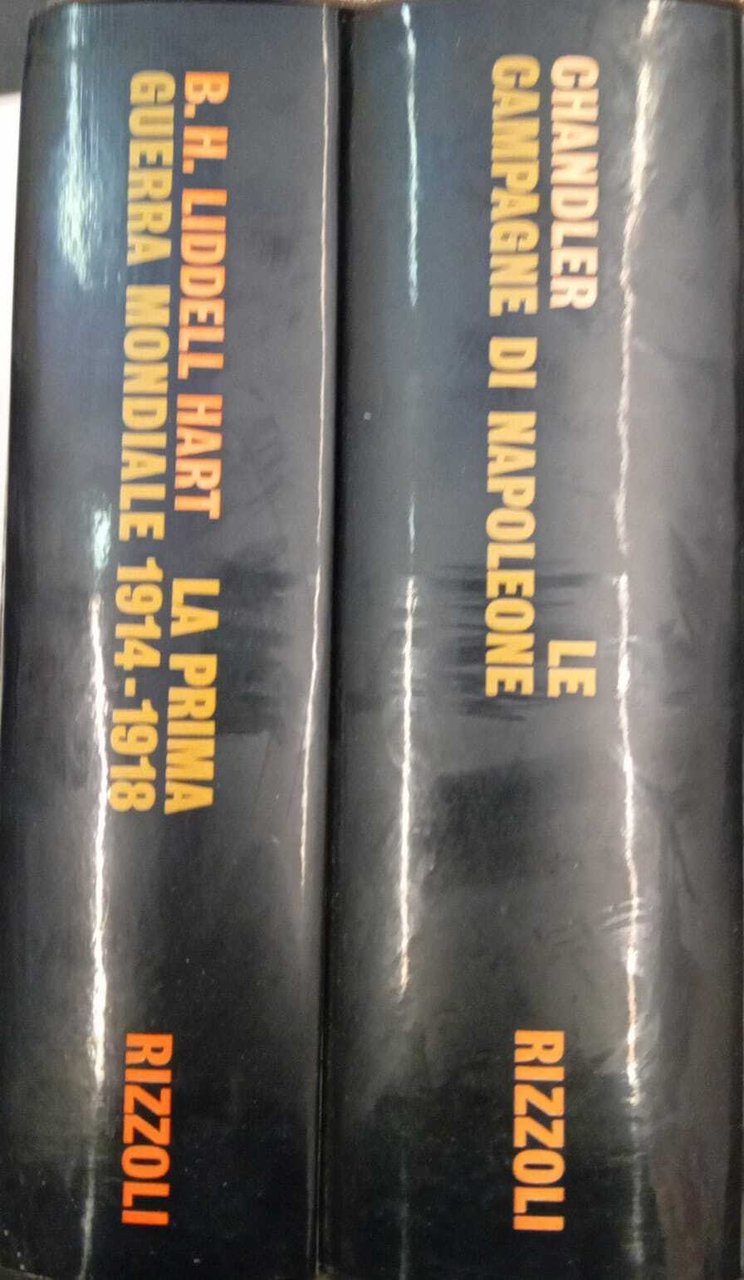 B. H. LIDDELL HART LA PRIMA
GUERRA MONDIALE 1914-1918
RIZZOLI
CHANDLER LE
CAMPAGNE DI NAPOLEONE
RIZZOLI